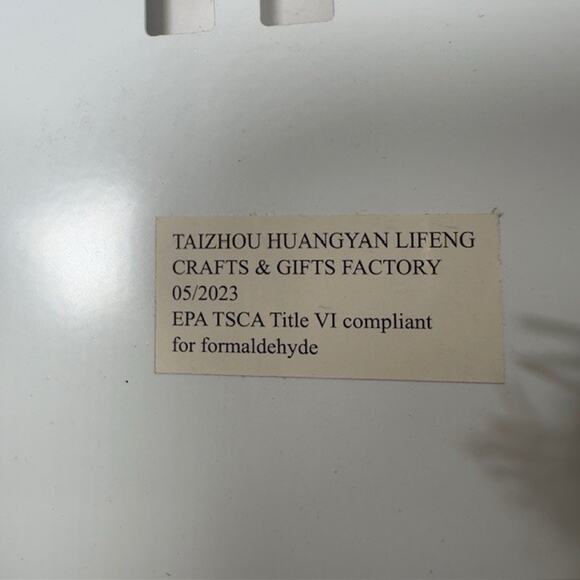 TAIZHOU HUANGYAN LIFENG
CRAFTS & GIFTS FACTORY
05/2023
EPA TSCA Title VI compliant
for formaldehyde